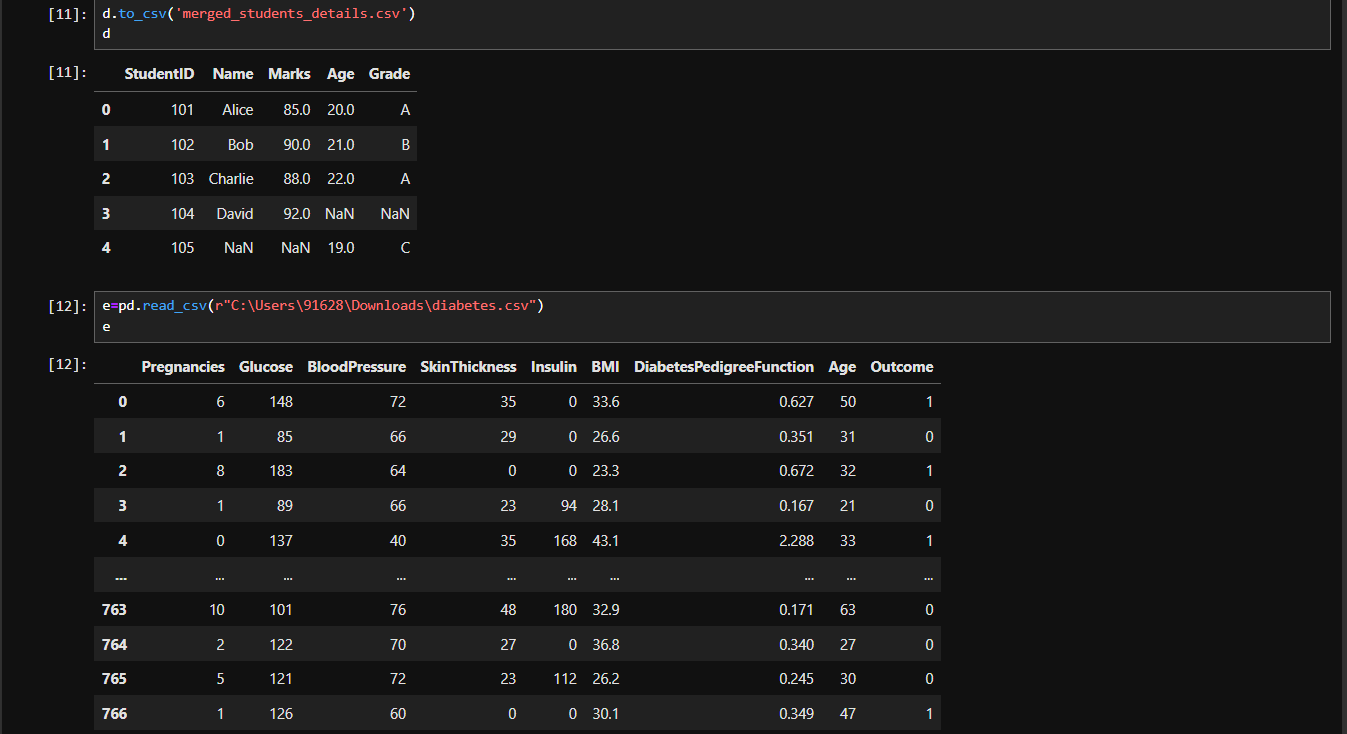 [11]: d.to_csv('merged_students_details.csv')
d
[11]: StudentID Name Marks Age Grade
0 101 Alice 85.0 20.0 A
1 102 Bob 90.0 21.0 B
2 103 Charlie 88.0 22.0 A
3 104 David 92.0 NaN NaN
4 105 NaN NaN 19.0 C
[12]: e=pd.read_csv(r"C:\Users\91628\Downloads\diabetes.csv")
e
[12]: Pregnancies Glucose BloodPressure SkinThickness Insulin BMI DiabetesPedigreeFunction Age Outcome
0 6 148 72 35 0 33.6 0.627 50 1
1 1 85 66 29 0 26.6 0.351 31 0
2 8 183 64 0 0 23.3 0.672 32 1
3 1 89 66 23 94 28.1 0.167 21 0
4 0 137 40 35 168 43.1 2.288 33 1
... ... ... ... ... ... ... ... ... ...
763 10 101 76 48 180 32.9 0.171 63 0
764 2 122 70 27 0 36.8 0.340 27 0
765 5 121 72 23 112 26.2 0.245 30 0
766 1 126 60 0 0 30.1 0.349 47 1